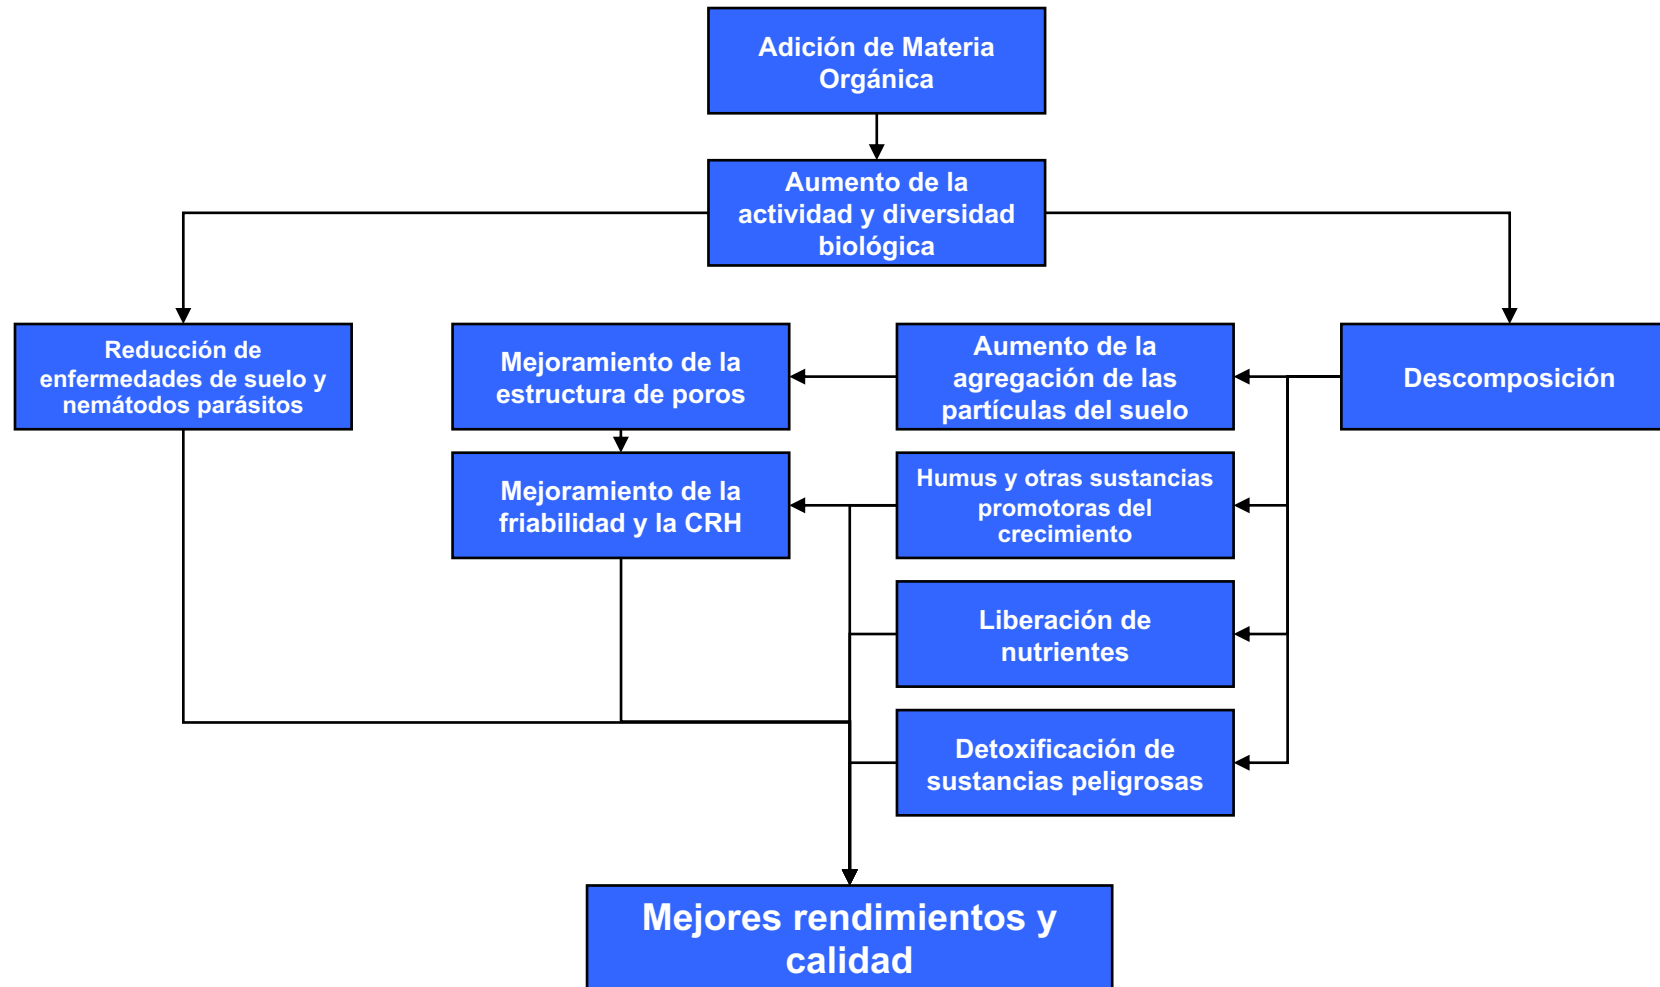 Adición de Materia
Orgánica
Aumento de la
actividad y diversidad
biológica
Reducción de
enfermedades de suelo y
nemátodos parásitos
Mejoramiento de la
estructura de poros
Aumento de la
agregación de las
partículas del suelo
Descomposición
Mejoramiento de la
friabilidad y la CRH
Humus y otras sustancias
promotoras del
crecimiento
Liberación de
nutrientes
Detoxificación de
sustancias peligrosas
Mejores rendimientos y
calidad